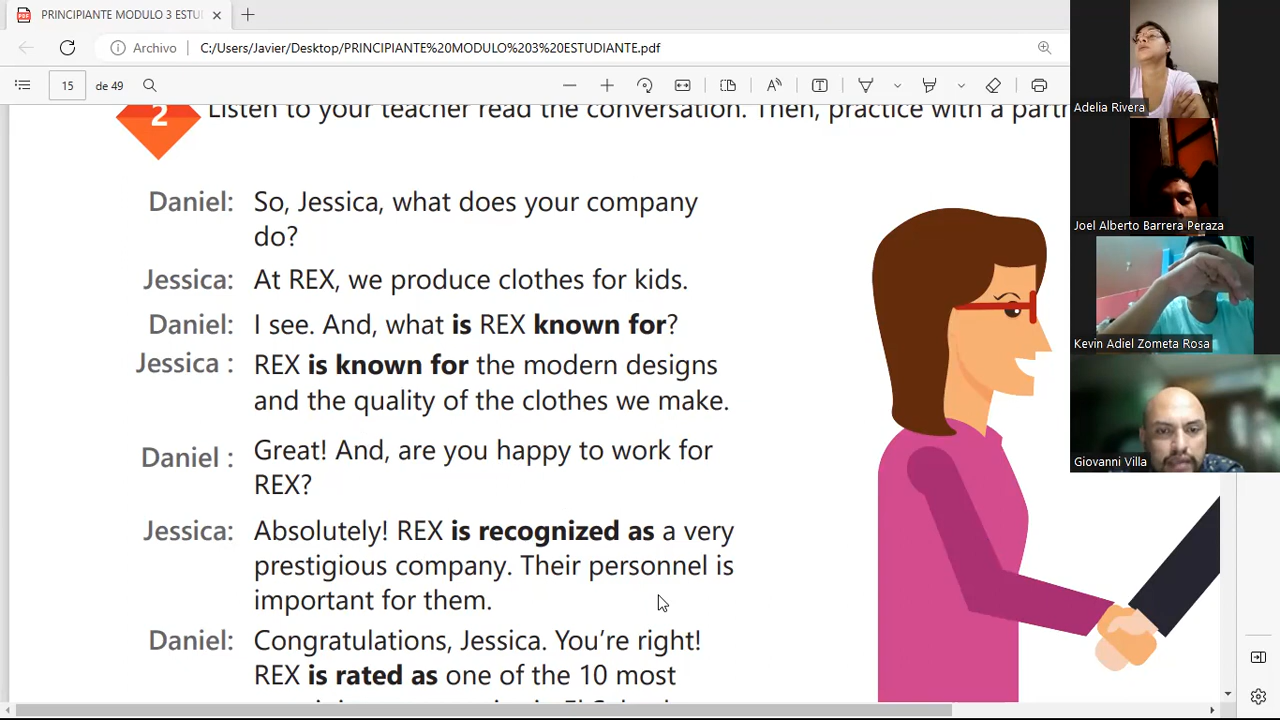 PRINCIPIANTE MODULO 3 ESTU
Archivo
C:/Users/Javier/Desktop/PRINCIPIANTE%20MODULO%203%20ESTUDIANTE.pdf
15 de 49
2 Listen to your teacher read the conversation. Then, practice with a
Daniel: So, Jessica, what does your company
do?
Jessica: At REX, we produce clothes for kids.
Daniel: I see. And, what is REX known for?
Jessica : REX is known for the modern designs
and the quality of the clothes we make.
Daniel : Great! And, are you happy to work for
REX?
Jessica: Absolutely! REX is recognized as a very
prestigious company. Their personnel is
important for them.
Daniel: Congratulations, Jessica. You're right!
REX is rated as one of the 10 most
Adelia Rivera
Joel Alberto Barrera Peraza
Kevin Adiel Zometa Rosa
Giovanni Villa